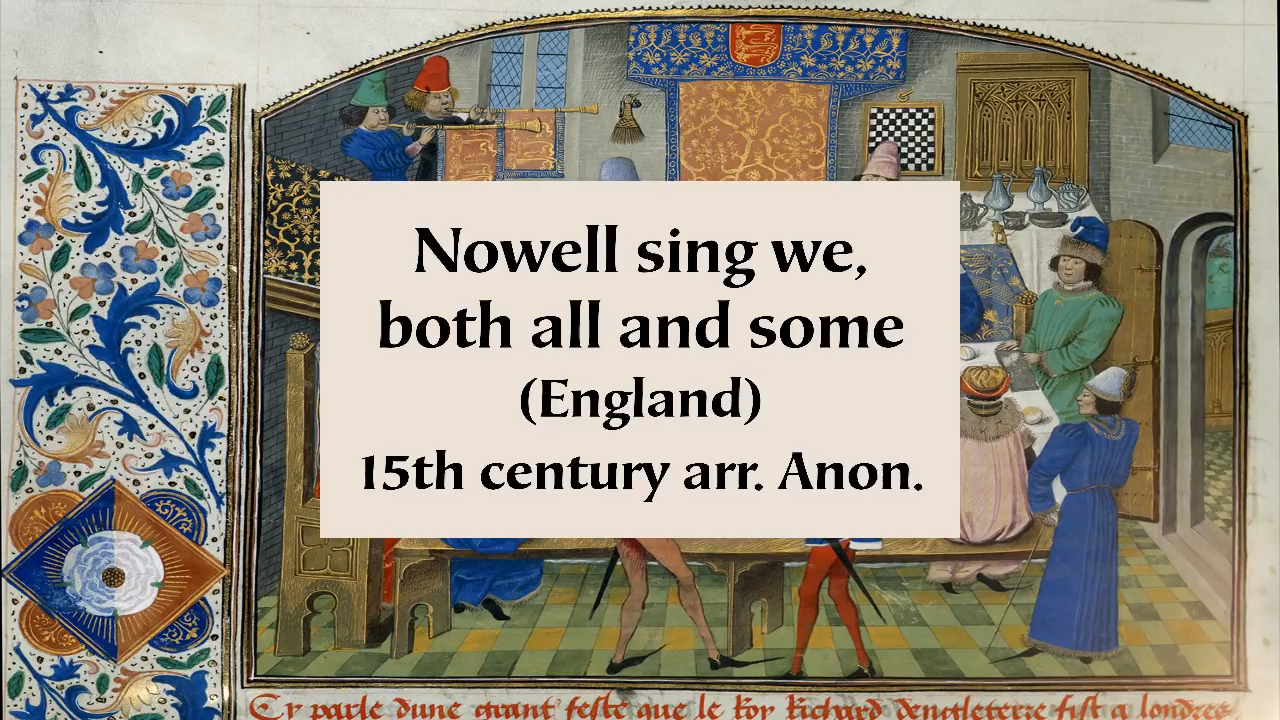 Nowell sing we,
both all and some
(England)
15th century arr. Anon.
Cy parle dune grant feste que le Roy Richard dengleterre fist a londres